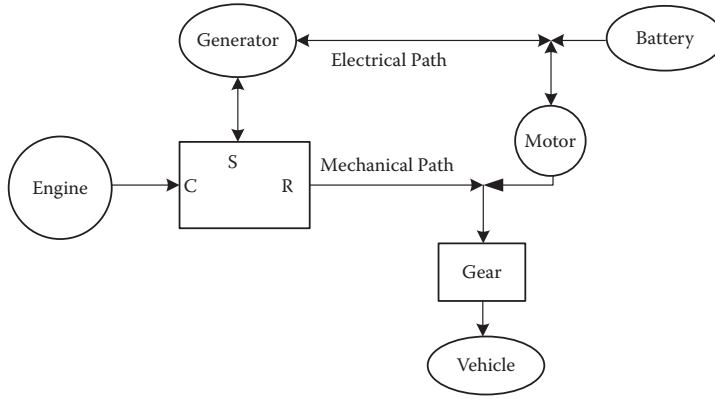 Generator
Battery
Electrical Path
Motor
S
Mechanical Path
Engine
C
R
Gear
Vehicle